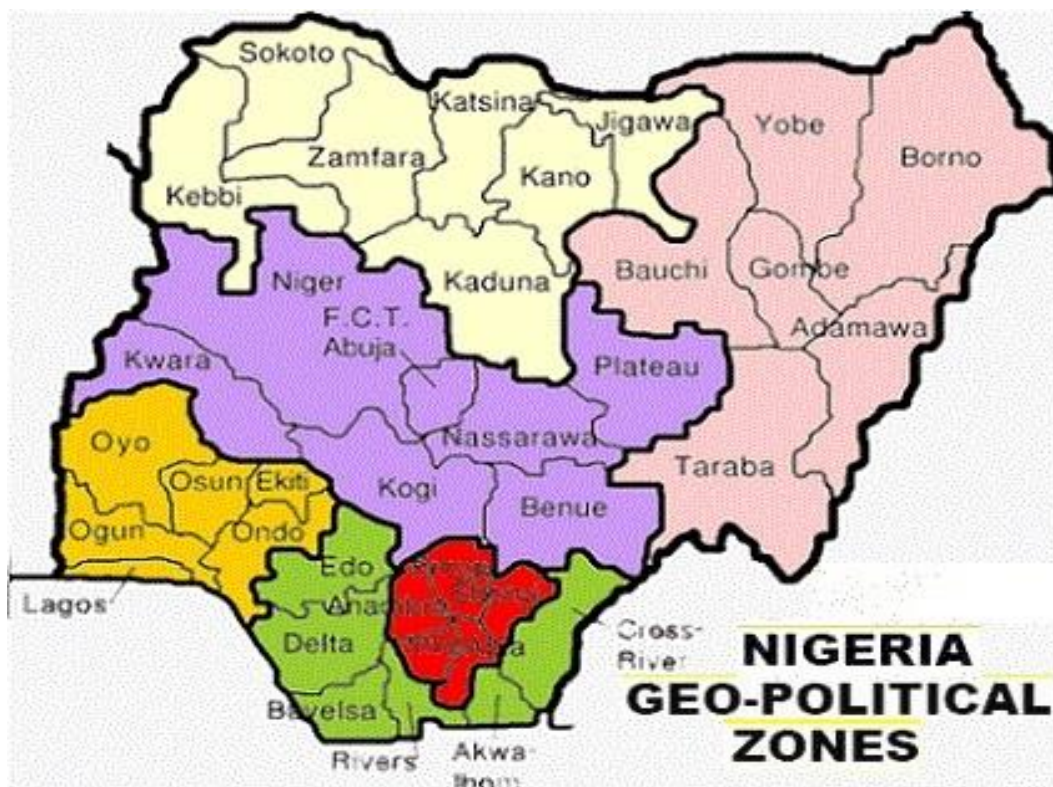 Sokoto
Katsina
Jigawa
Yobe
Borno
Zamfara
Kano
Kebbi
Bauchi
Gombe
Niger
Kaduna
Adamawa
F.C.T.
Abuja
Kwara
Plateau
Oyo
Nassarawa
Taraba
Osun
Ekiti
Kogi
Benue
Ogun
Ondo
Edo
Lagos
Anambra
Delta
Cross-
River
Bayelsa
Rivers
Akwa-
Ibom
NIGERIA
GEO-POLITICAL
ZONES